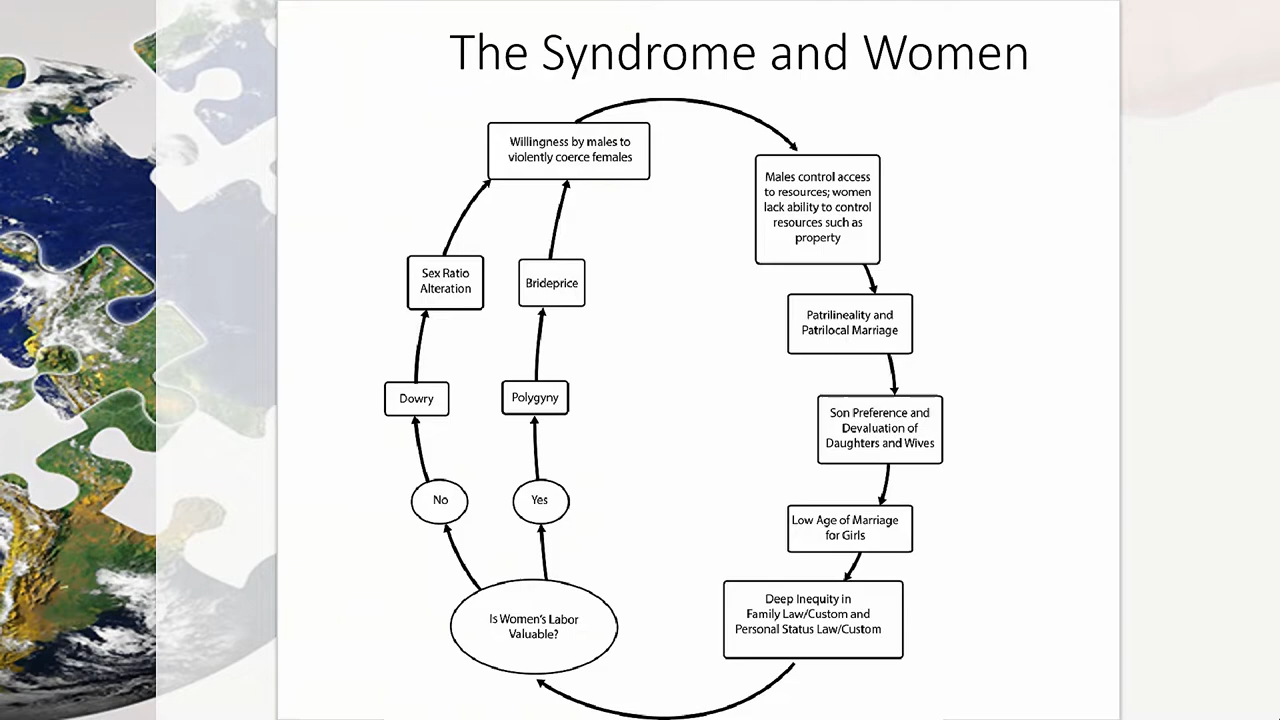 The Syndrome and Women
Willingness by males to
violently coerce females
Males control access
to resources; women
lack ability to control
resources such as
property
Patrilineality and
Patrilocal Marriage
Son Preference and
Devaluation of
Daughters and Wives
Low Age of Marriage
for Girls
Deep Inequity in
Family Law/Custom and
Personal Status Law/Custom
Is Women's Labor
Valuable?
No
Yes
Dowry
Polygyny
Sex Ratio
Alteration
Brideprice